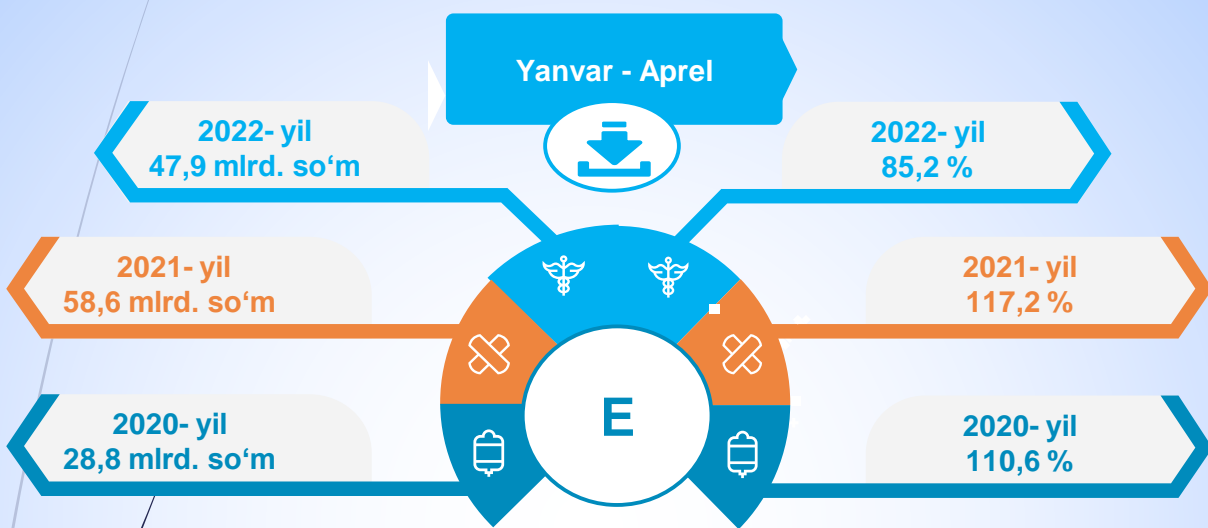 Yanvar - Aprel
2022- yil
47,9 mlrd. so‘m
2022- yil
85,2 %
2021- yil
58,6 mlrd. so‘m
2021- yil
117,2 %
E
2020- yil
28,8 mlrd. so‘m
2020- yil
110,6 %